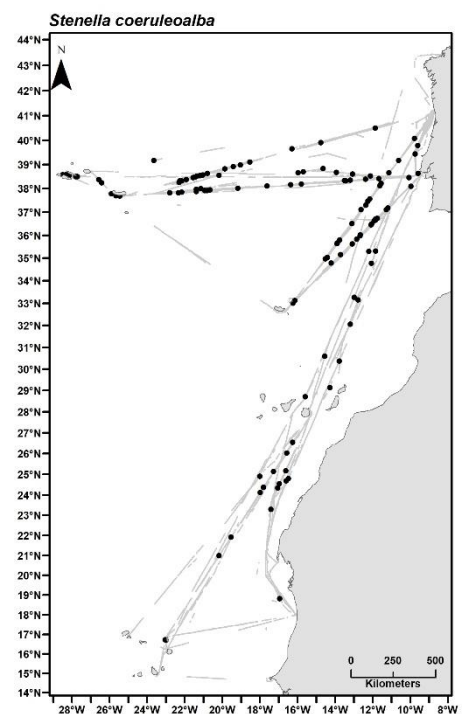 Stenella coeruleoalba
N
44°N
43°N
42°N
41°N
40°N
39°N
38°N
37°N
36°N
35°N
34°N
33°N
32°N
31°N
30°N
29°N
28°N
27°N
26°N
25°N
24°N
23°N
22°N
21°N
20°N
19°N
18°N
17°N
16°N
15°N
14°N
0 250 500
Kilometers
28°W 26°W 24°W 22°W 20°W 18°W 16°W 14°W 12°W 10°W 8°W